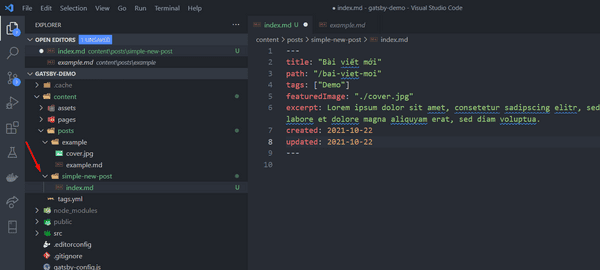 File Edit Selection View Go Run Terminal Help
index.md - gatsby-demo - Visual Studio Code
EXPLORER
OPEN EDITORS 1 UNSAVED
index.md content\posts\simple-new-post U
example.md content\posts\example
GATSBY-DEMO
.cache
content
assets
pages
posts
example
cover.jpg
example.md
simple-new-post
index.md U
tags.yml
node_modules
public
src
.editorconfig
.gitignore
gatsby-config.js
index.md U
example.md
content > posts > simple-new-post > index.md
1 ---
2 title: "Bài viết mới"
3 path: "/bai-viet-moi"
4 tags: ["Demo"]
5 featuredImage: "./cover.jpg"
6 excerpt: Lorem ipsum dolor sit amet, consetetur sadipscing elitr, sed
labore et dolore magna aliquyam erat, sed diam voluptua.
7 created: 2021-10-22
8 updated: 2021-10-22
9 ---
10